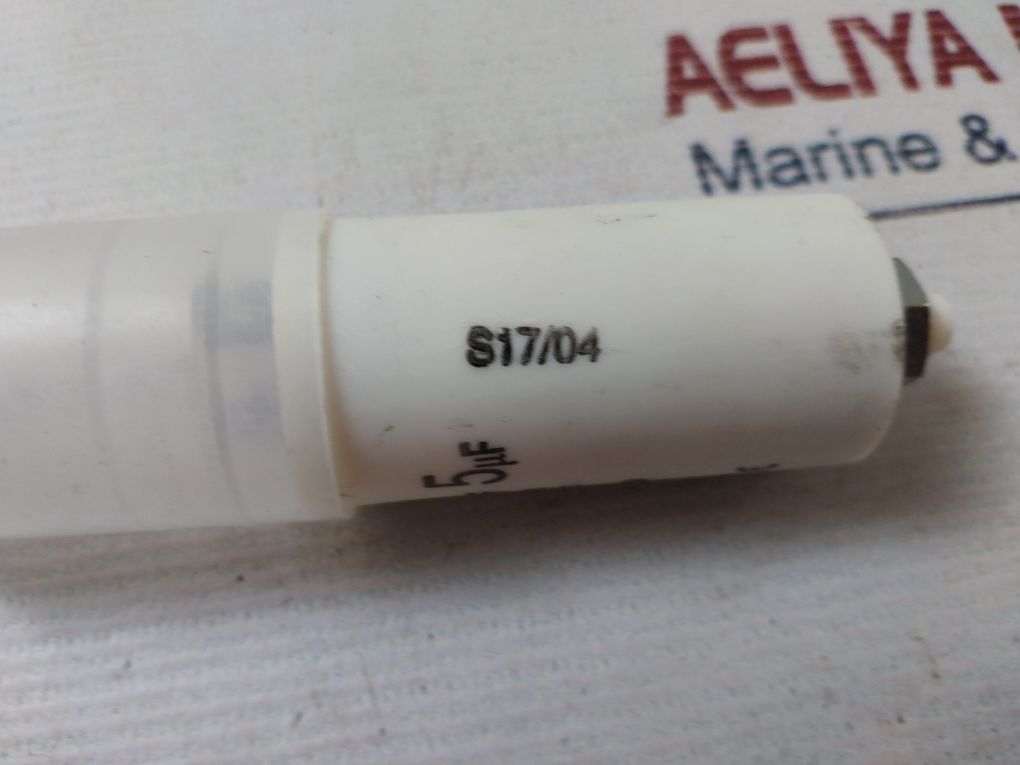 AELIYA
Marine &
S17/04
5µF